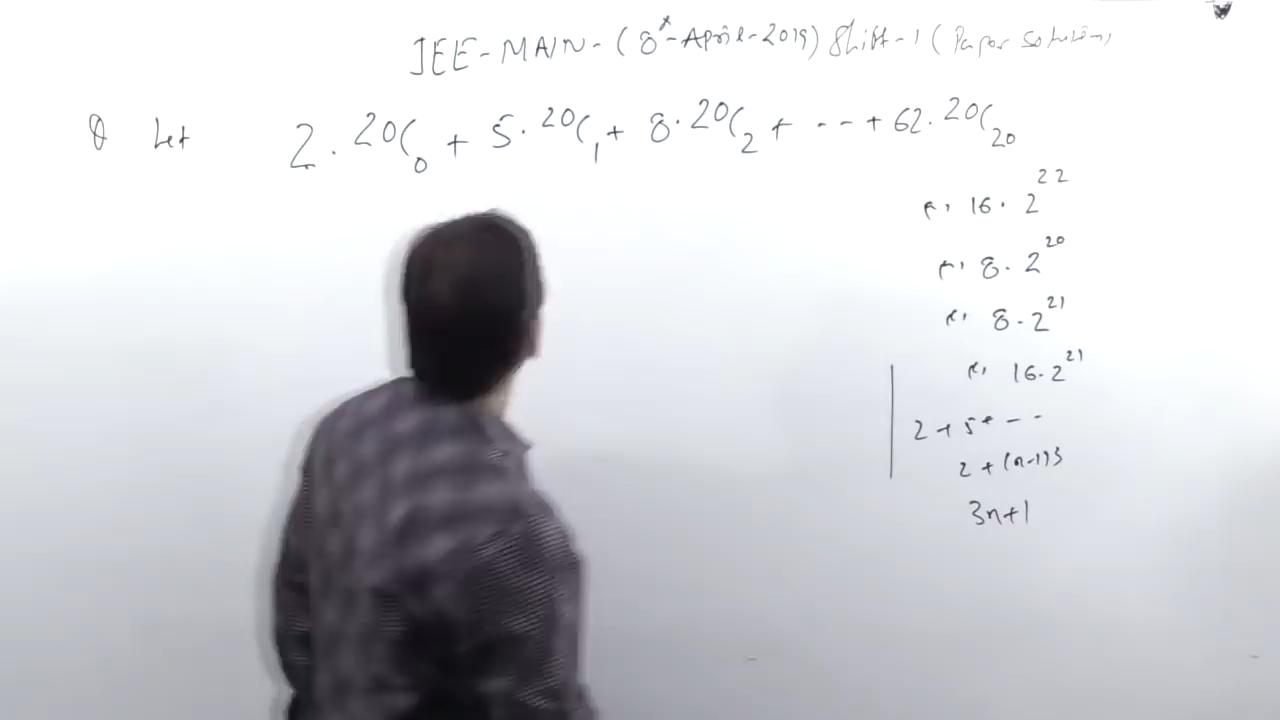 JEE-MAIN-(8-April-2019) Shift-1 (Paper solution)
Q Let 2. 20C0 + 5. 20C1 + 8. 20C2 + --- + 62. 20C20
16. 2^22
8. 2^20
8. 2^21
16. 2^21
2 + 5 + ---
2 + (n-1)3
3n+1